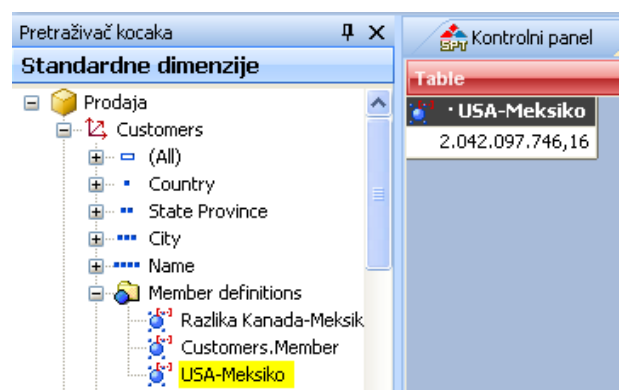 Pretraživač kocaka
Standardne dimenzije
Prodaja
Customers
(All)
Country
State Province
City
Name
Member definitions
Razlika Kanada-Meksik
Customers.Member
USA-Meksiko
SPT Kontrolni panel
Table
· USA-Meksiko
2.042.097.746,16